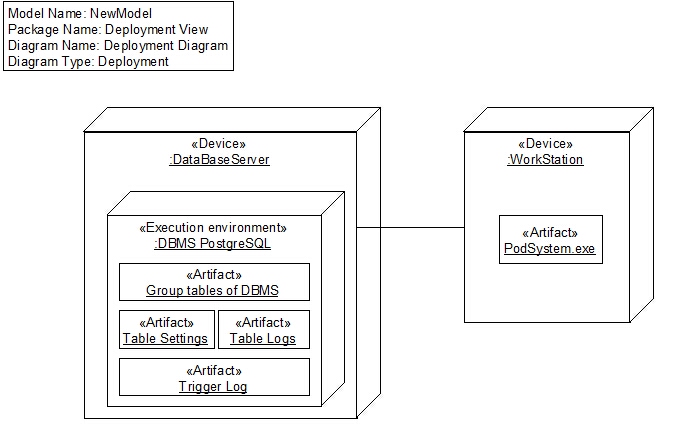 Model Name: NewModel
Package Name: Deployment View
Diagram Name: Deployment Diagram
Diagram Type: Deployment
«Device»
:DataBaseServer
«Execution environment»
:DBMS PostgreSQL
«Artifact»
Group tables of DBMS
«Artifact»
Table Settings
«Artifact»
Table Logs
«Artifact»
Trigger Log
«Device»
:WorkStation
«Artifact»
PodSystem.exe